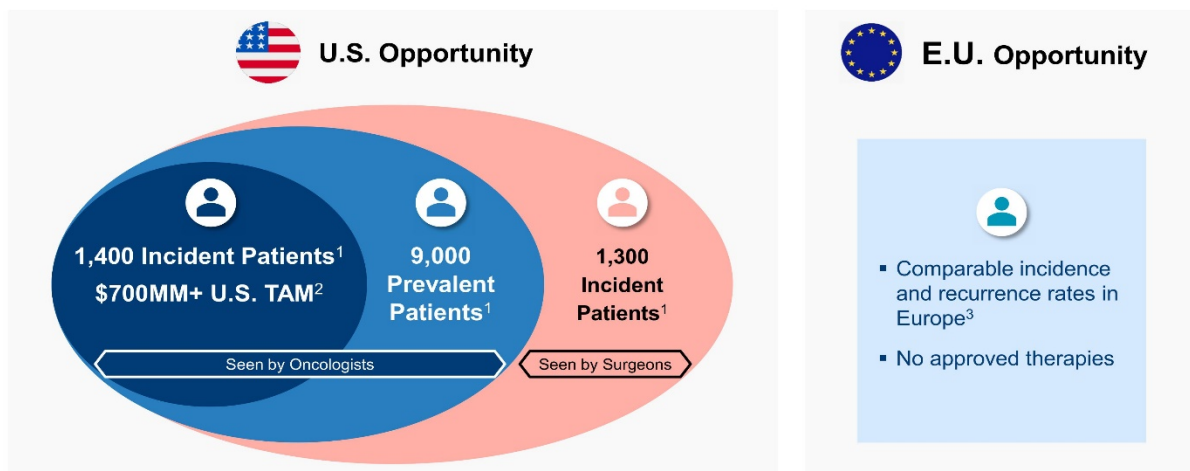 U.S. Opportunity
1,400 Incident Patients¹
$700MM+ U.S. TAM²
9,000
Prevalent
Patients¹
1,300
Incident
Patients¹
Seen by Oncologists
Seen by Surgeons
E.U. Opportunity
▪ Comparable incidence
and recurrence rates in
Europe³
▪ No approved therapies